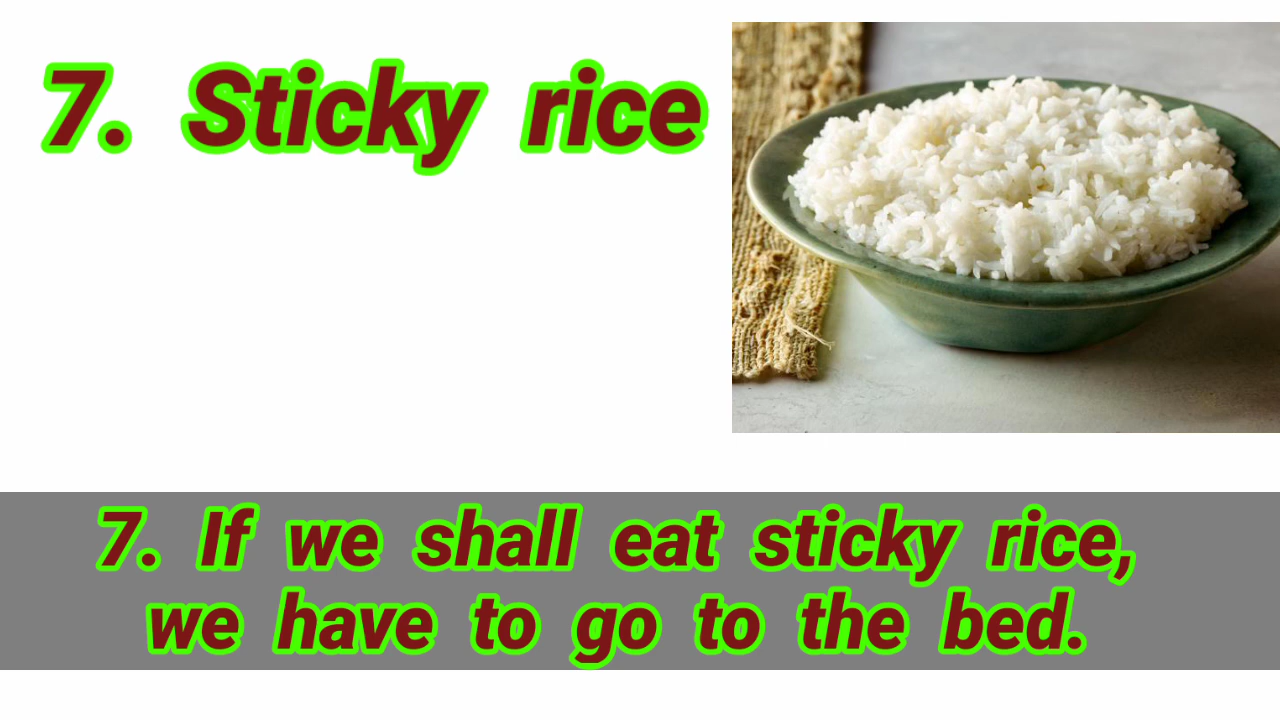 7. Sticky rice
7. If we shall eat sticky rice,
we have to go to the bed.